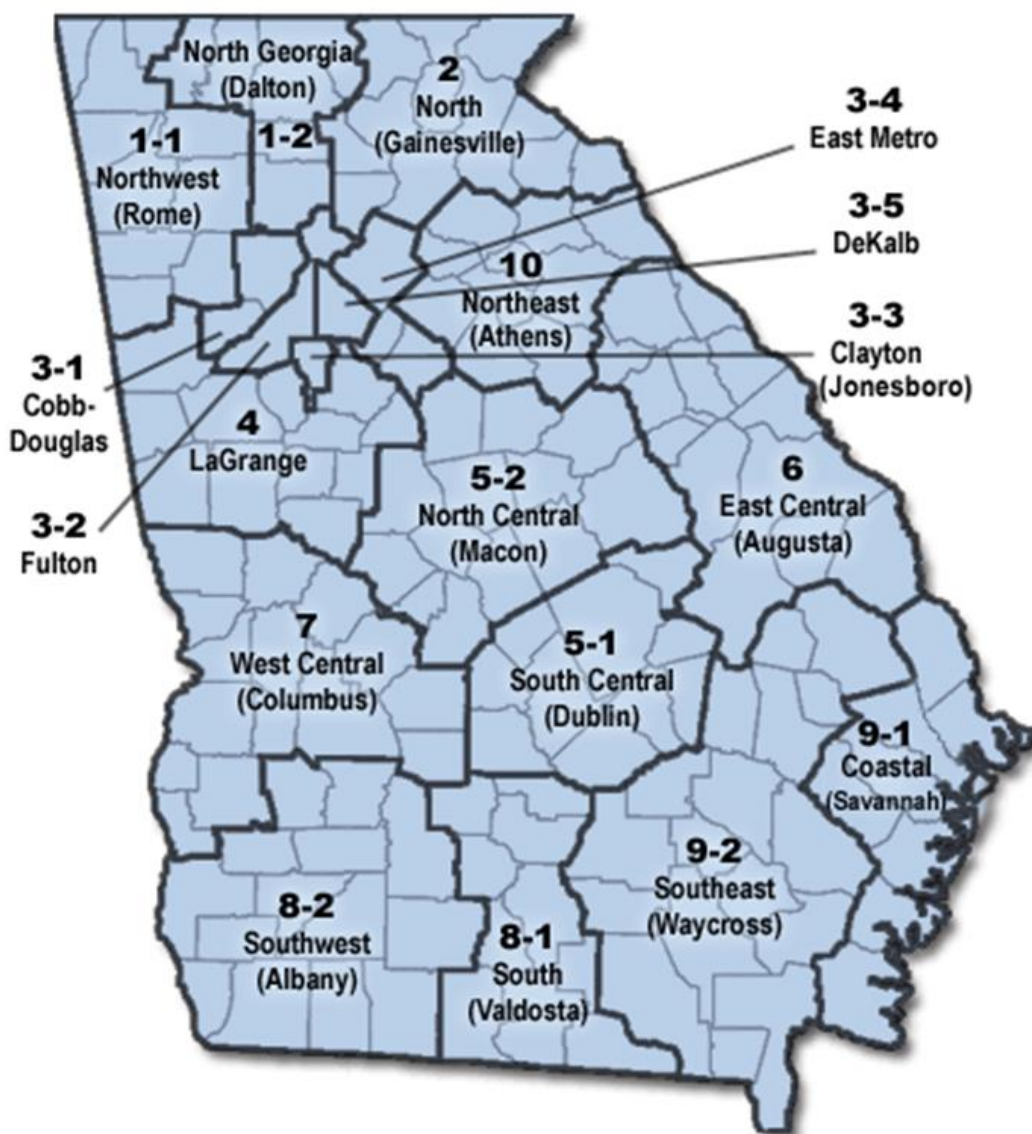 North Georgia
(Dalton)
1-2
2
North
(Gainesville)
1-1
Northwest
(Rome)
3-4
East Metro
3-5
DeKalb
10
Northeast
(Athens)
3-3
Clayton
(Jonesboro)
3-1
Cobb-
Douglas
4
LaGrange
3-2
Fulton
5-2
North Central
(Macon)
6
East Central
(Augusta)
7
West Central
(Columbus)
5-1
South Central
(Dublin)
9-1
Coastal
(Savannah)
9-2
Southeast
(Waycross)
8-2
Southwest
(Albany)
8-1
South
(Valdosta)